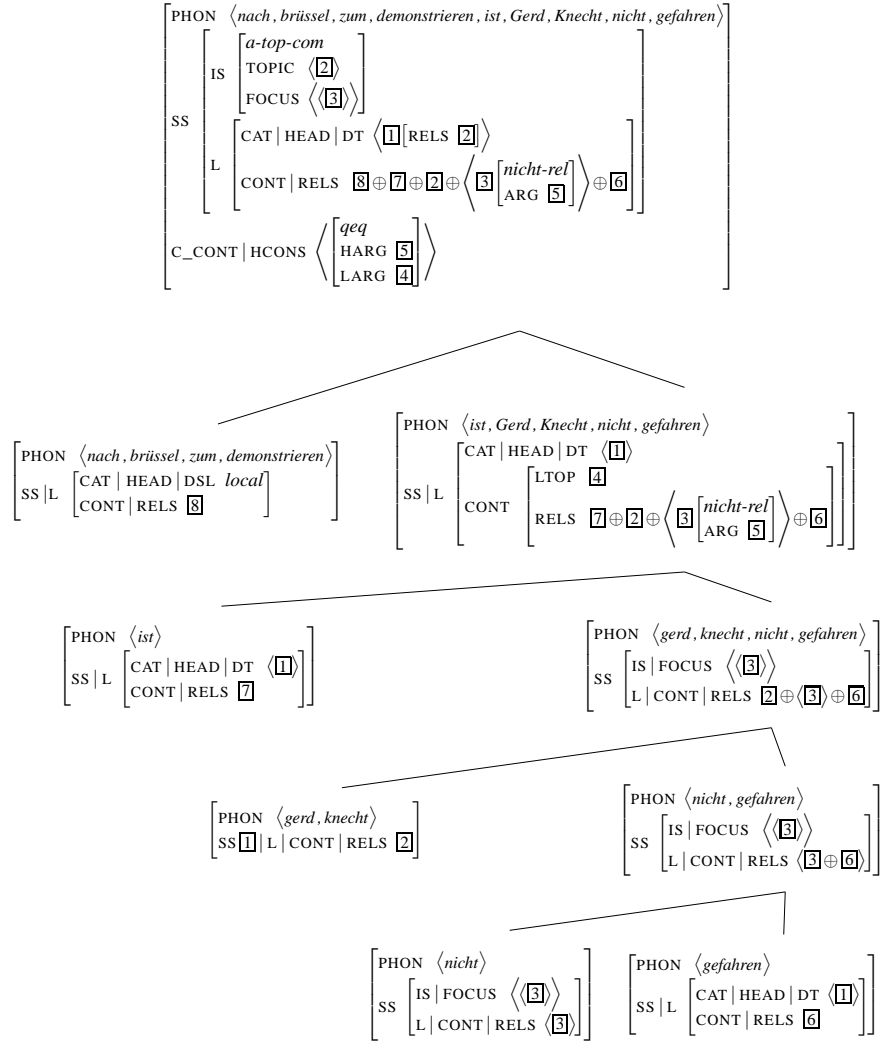 PHON ⟨nach, brüssel, zum, demonstrieren, ist, Gerd, Knecht, nicht, gefahren⟩
a-top-com
IS TOPIC ⟨2⟩
FOCUS ⟨⟨3⟩⟩
SS
CAT|HEAD|DT ⟨1[RELS 2]⟩
L
CONT|RELS 8⊕7⊕2⊕⟨3[nicht-rel
ARG 5]⟩⊕6
qeq
C_CONT|HCONS ⟨[HARG 5
LARG 4]⟩
PHON ⟨nach, brüssel, zum, demonstrieren⟩
SS|L [CAT|HEAD|DSL local
CONT|RELS 8]
PHON ⟨ist, Gerd, Knecht, nicht, gefahren⟩
CAT|HEAD|DT ⟨1⟩
SS|L
LTOP 4
CONT
RELS 7⊕2⊕⟨3[nicht-rel
ARG 5]⟩⊕6
PHON ⟨ist⟩
SS|L [CAT|HEAD|DT ⟨1⟩
CONT|RELS 7]
PHON ⟨gerd, knecht, nicht, gefahren⟩
SS [IS|FOCUS ⟨⟨3⟩⟩
L|CONT|RELS 2⊕⟨3⟩⊕6]
PHON ⟨gerd, knecht⟩
SS 1|L|CONT|RELS 2
PHON ⟨nicht, gefahren⟩
SS [IS|FOCUS ⟨⟨3⟩⟩
L|CONT|RELS ⟨3⊕6⟩]
PHON ⟨nicht⟩
SS [IS|FOCUS ⟨⟨3⟩⟩
L|CONT|RELS ⟨3⟩]
PHON ⟨gefahren⟩
SS|L [CAT|HEAD|DT ⟨1⟩
CONT|RELS 6]